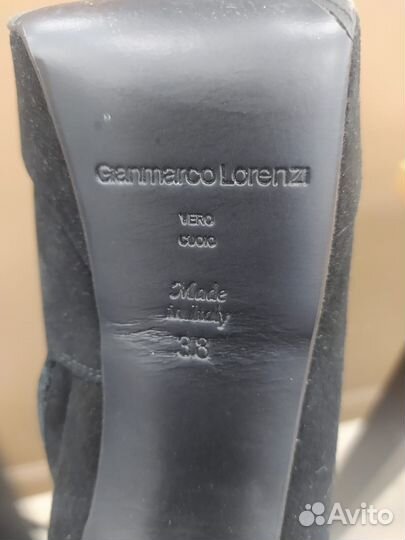 Gianmarco Lorenzi
VERO
CUOIO
Made
in Italy
38
Avito